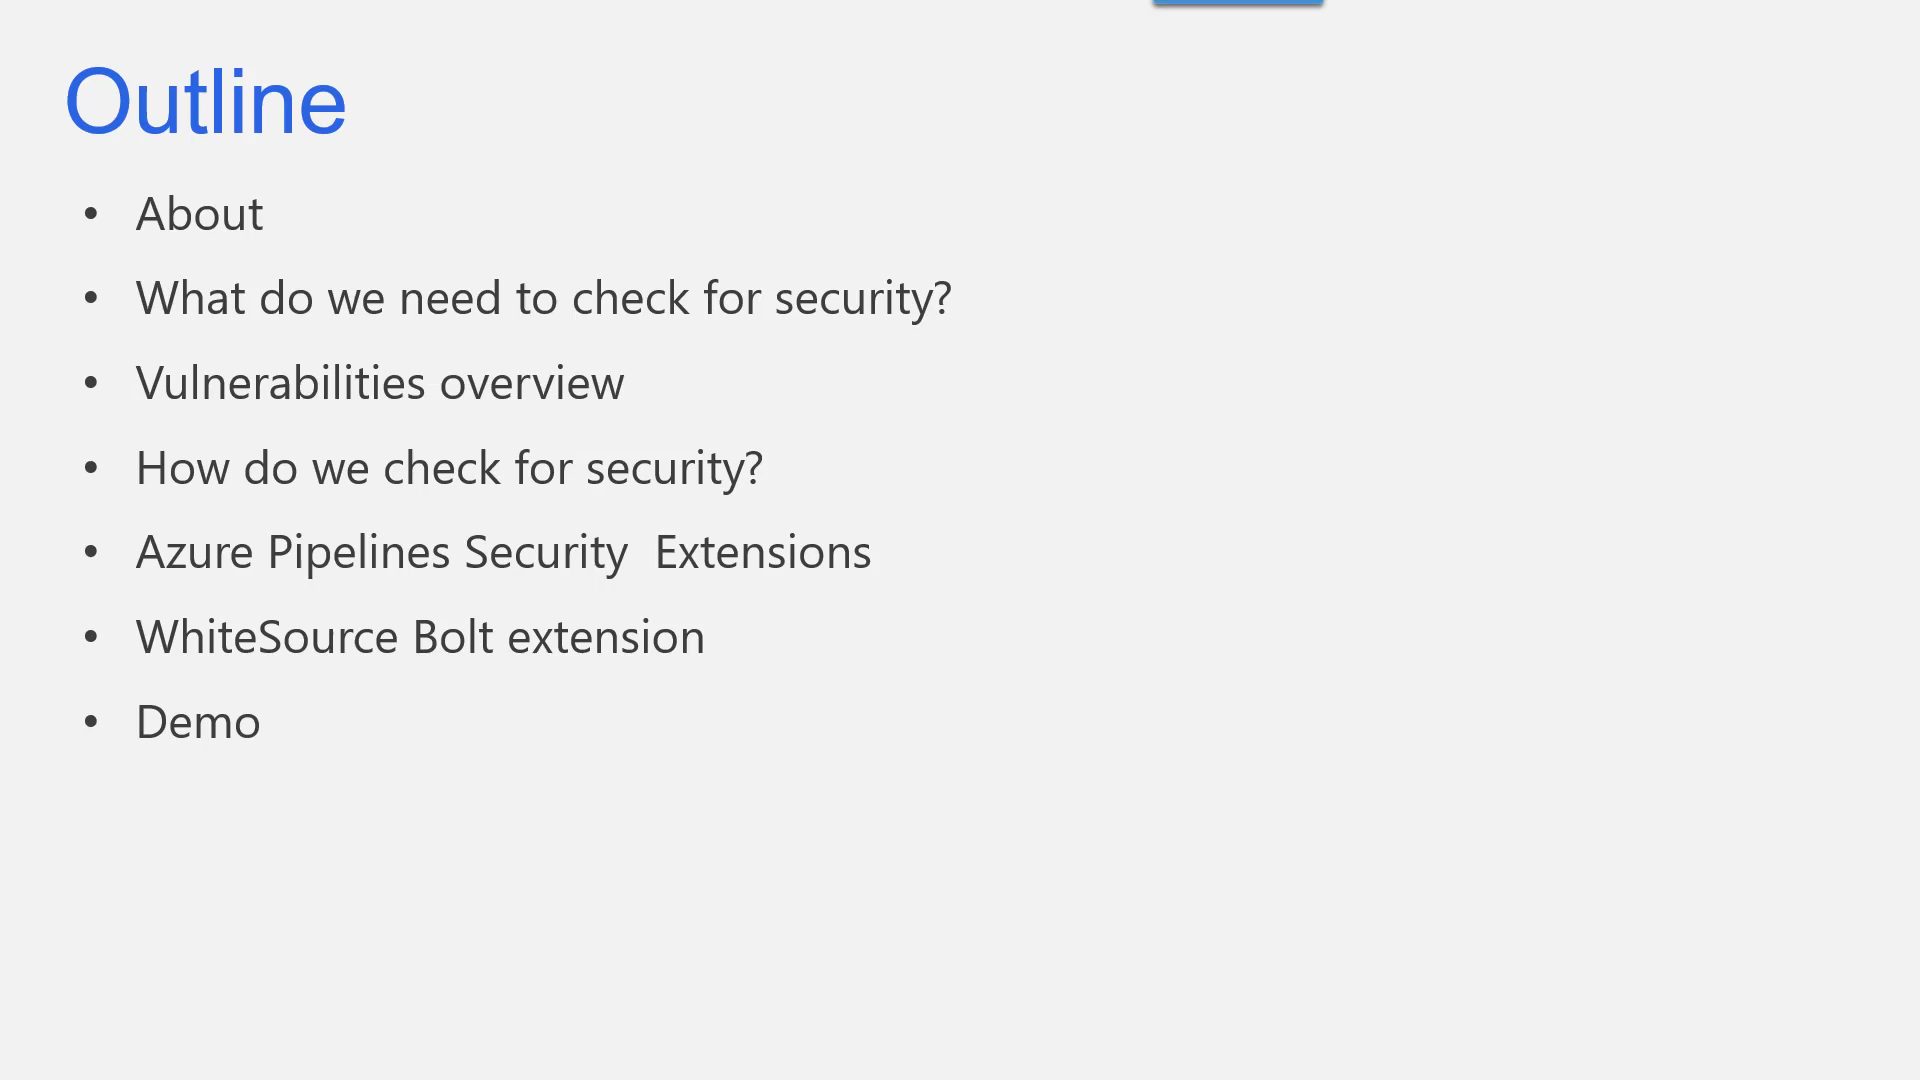 Outline
• About
• What do we need to check for security?
• Vulnerabilities overview
• How do we check for security?
• Azure Pipelines Security  Extensions
• WhiteSource Bolt extension
• Demo